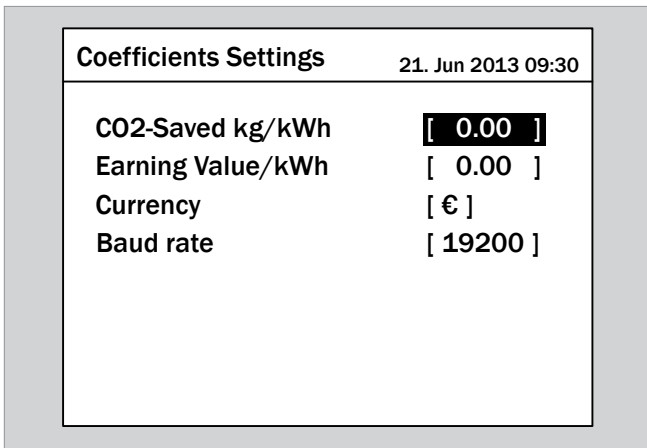 Coefficients Settings 21. Jun 2013 09:30
CO2-Saved kg/kWh [ 0.00 ]
Earning Value/kWh [ 0.00 ]
Currency [ € ]
Baud rate [ 19200 ]